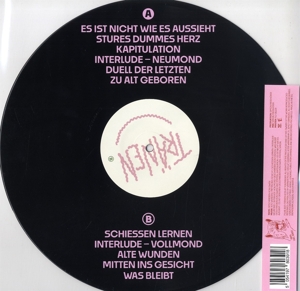 A
ES IST NICHT WIE ES AUSSIEHT
STURES DUMMES HERZ
KAPITULATION
INTERLUDE – NEUMOND
DUELL DER LETZTEN
ZU ALT GEBOREN
TRÄNEN
B
SCHIESSEN LERNEN
INTERLUDE – VOLLMOND
ALTE WUNDEN
MITTEN INS GESICHT
WAS BLEIBT